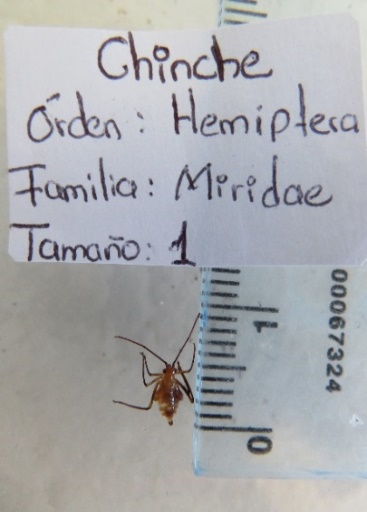 Chinche
Órden: Hemiptera
Familia: Miridae
Tamaño: 1
1
00067324
0